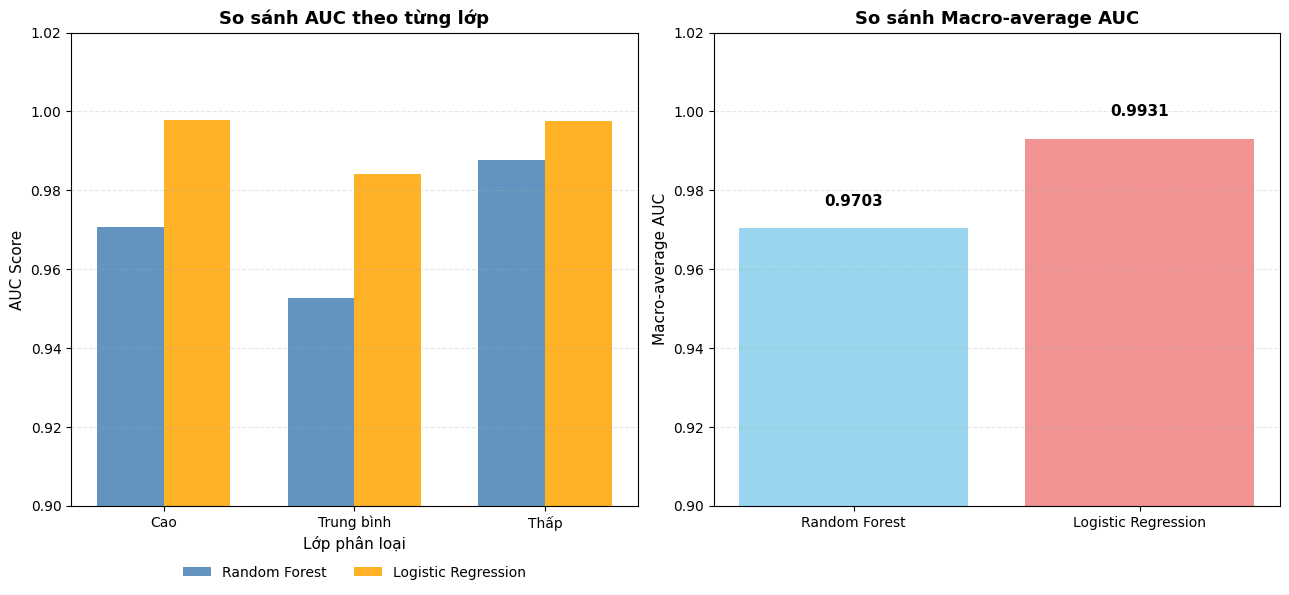 So sánh AUC theo từng lớp
AUC Score
1.02
1.00
0.98
0.96
0.94
0.92
0.90
Cao
Trung bình
Thấp
Lớp phân loại
Random Forest
Logistic Regression
So sánh Macro-average AUC
Macro-average AUC
1.02
1.00
0.98
0.96
0.94
0.92
0.90
0.9703
0.9931
Random Forest
Logistic Regression